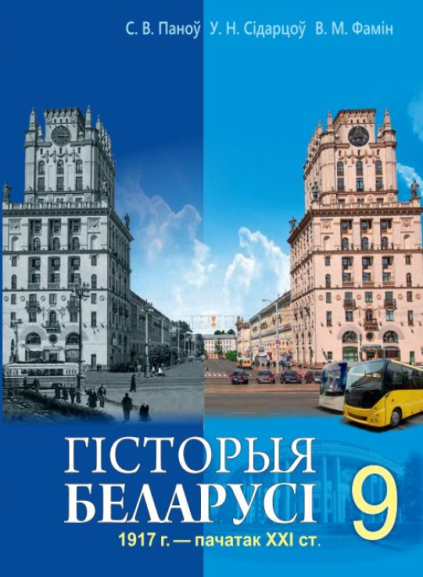 С. В. Паноў У. Н. Сідарцоў В. М. Фамін
ГІСТОРЫЯ
БЕЛАРУСІ 9
1917 г. — пачатак XXI ст.